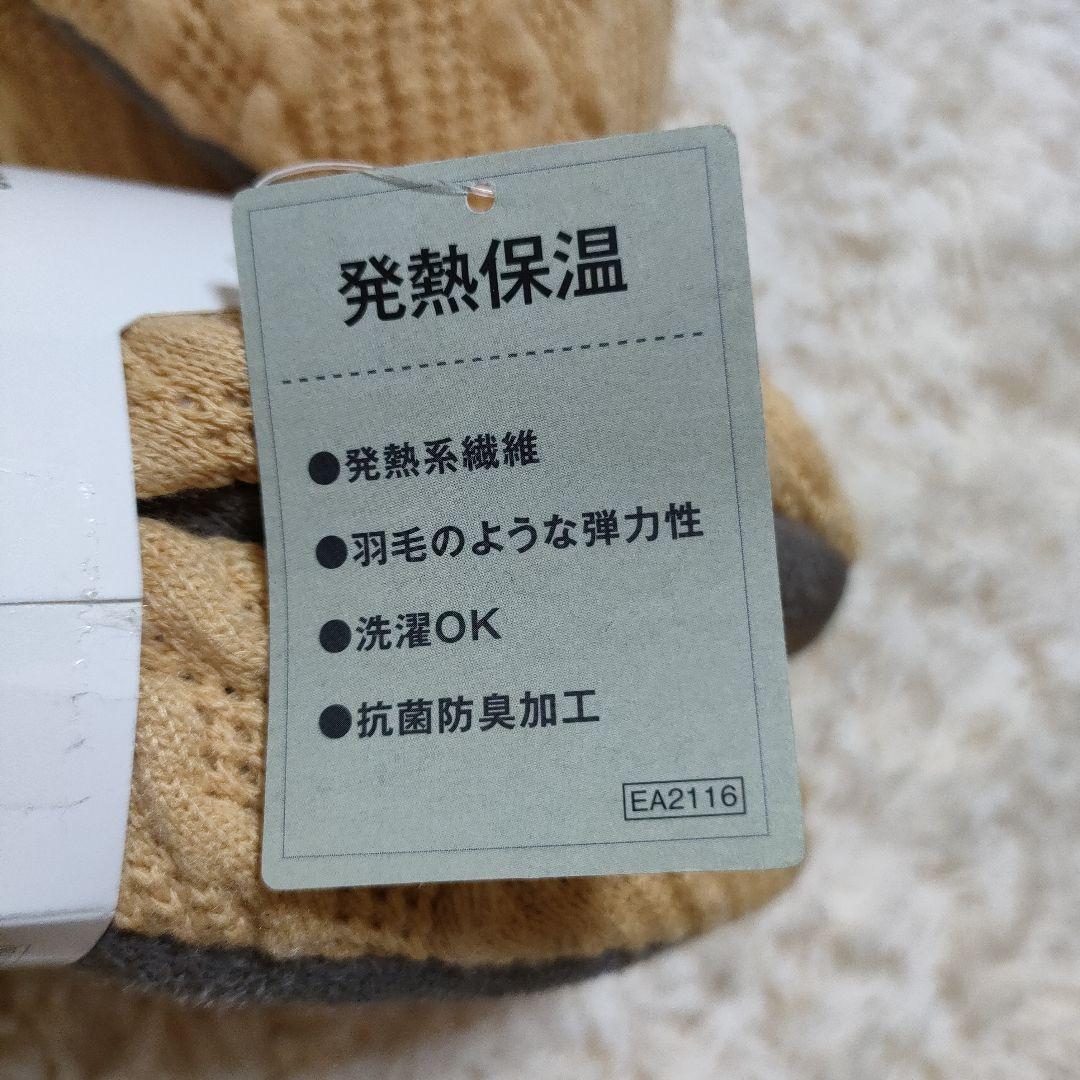 発熱保温
●発熱系繊維
●羽毛のような弾力性
●洗濯OK
●抗菌防臭加工
EA2116